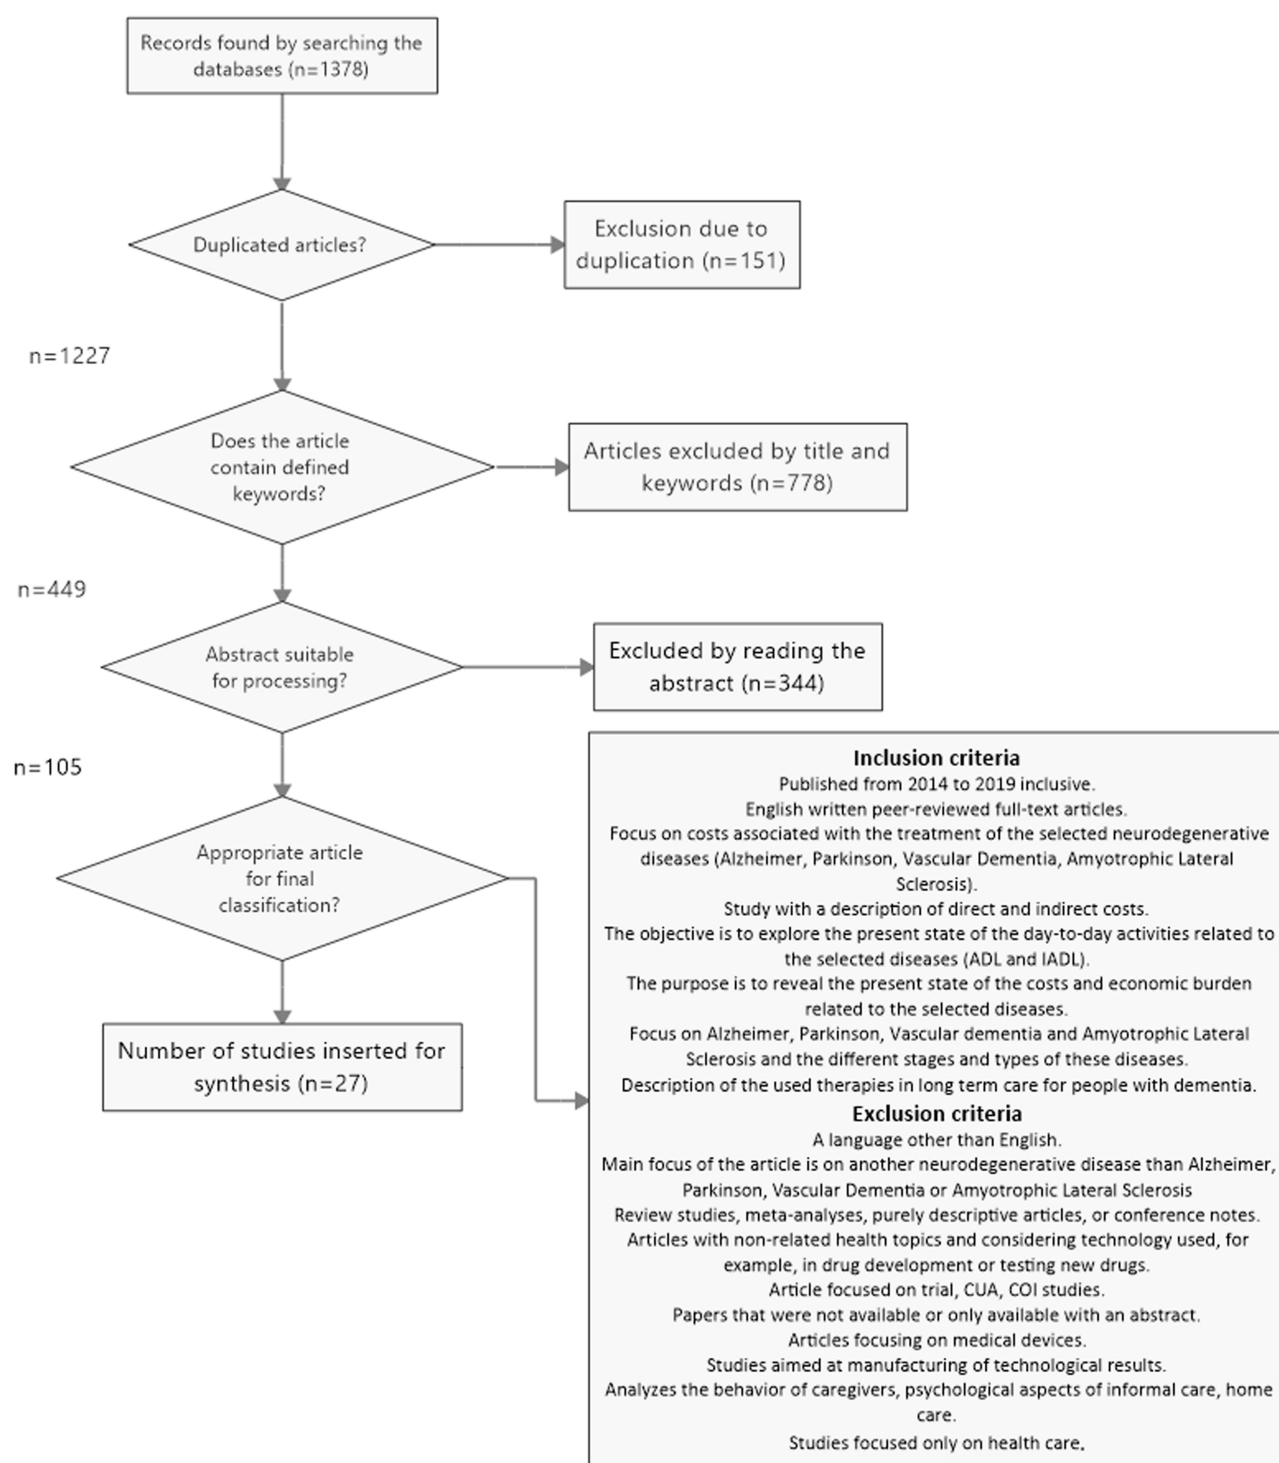 Records found by searching the
databases (n=1378)
Duplicated articles?
Exclusion due to
duplication (n=151)
n=1227
Does the article
contain defined
keywords?
Articles excluded by title and
keywords (n=778)
n=449
Abstract suitable
for processing?
Excluded by reading the
abstract (n=344)
n=105
Appropriate article
for final
classification?
Number of studies inserted for
synthesis (n=27)
Inclusion criteria
Published from 2014 to 2019 inclusive.
English written peer-reviewed full-text articles.
Focus on costs associated with the treatment of the selected neurodegenerative
diseases (Alzheimer, Parkinson, Vascular Dementia, Amyotrophic Lateral
Sclerosis).
Study with a description of direct and indirect costs.
The objective is to explore the present state of the day-to-day activities related to
the selected diseases (ADL and IADL).
The purpose is to reveal the present state of the costs and economic burden
related to the selected diseases.
Focus on Alzheimer, Parkinson, Vascular dementia and Amyotrophic Lateral
Sclerosis and the different stages and types of these diseases.
Description of the used therapies in long term care for people with dementia.
Exclusion criteria
A language other than English.
Main focus of the article is on another neurodegenerative disease than Alzheimer,
Parkinson, Vascular Dementia or Amyotrophic Lateral Sclerosis
Review studies, meta-analyses, purely descriptive articles, or conference notes.
Articles with non-related health topics and considering technology used, for
example, in drug development or testing new drugs.
Article focused on trial, CUA, COI studies.
Papers that were not available or only available with an abstract.
Articles focusing on medical devices.
Studies aimed at manufacturing of technological results.
Analyzes the behavior of caregivers, psychological aspects of informal care, home
care.
Studies focused only on health care.